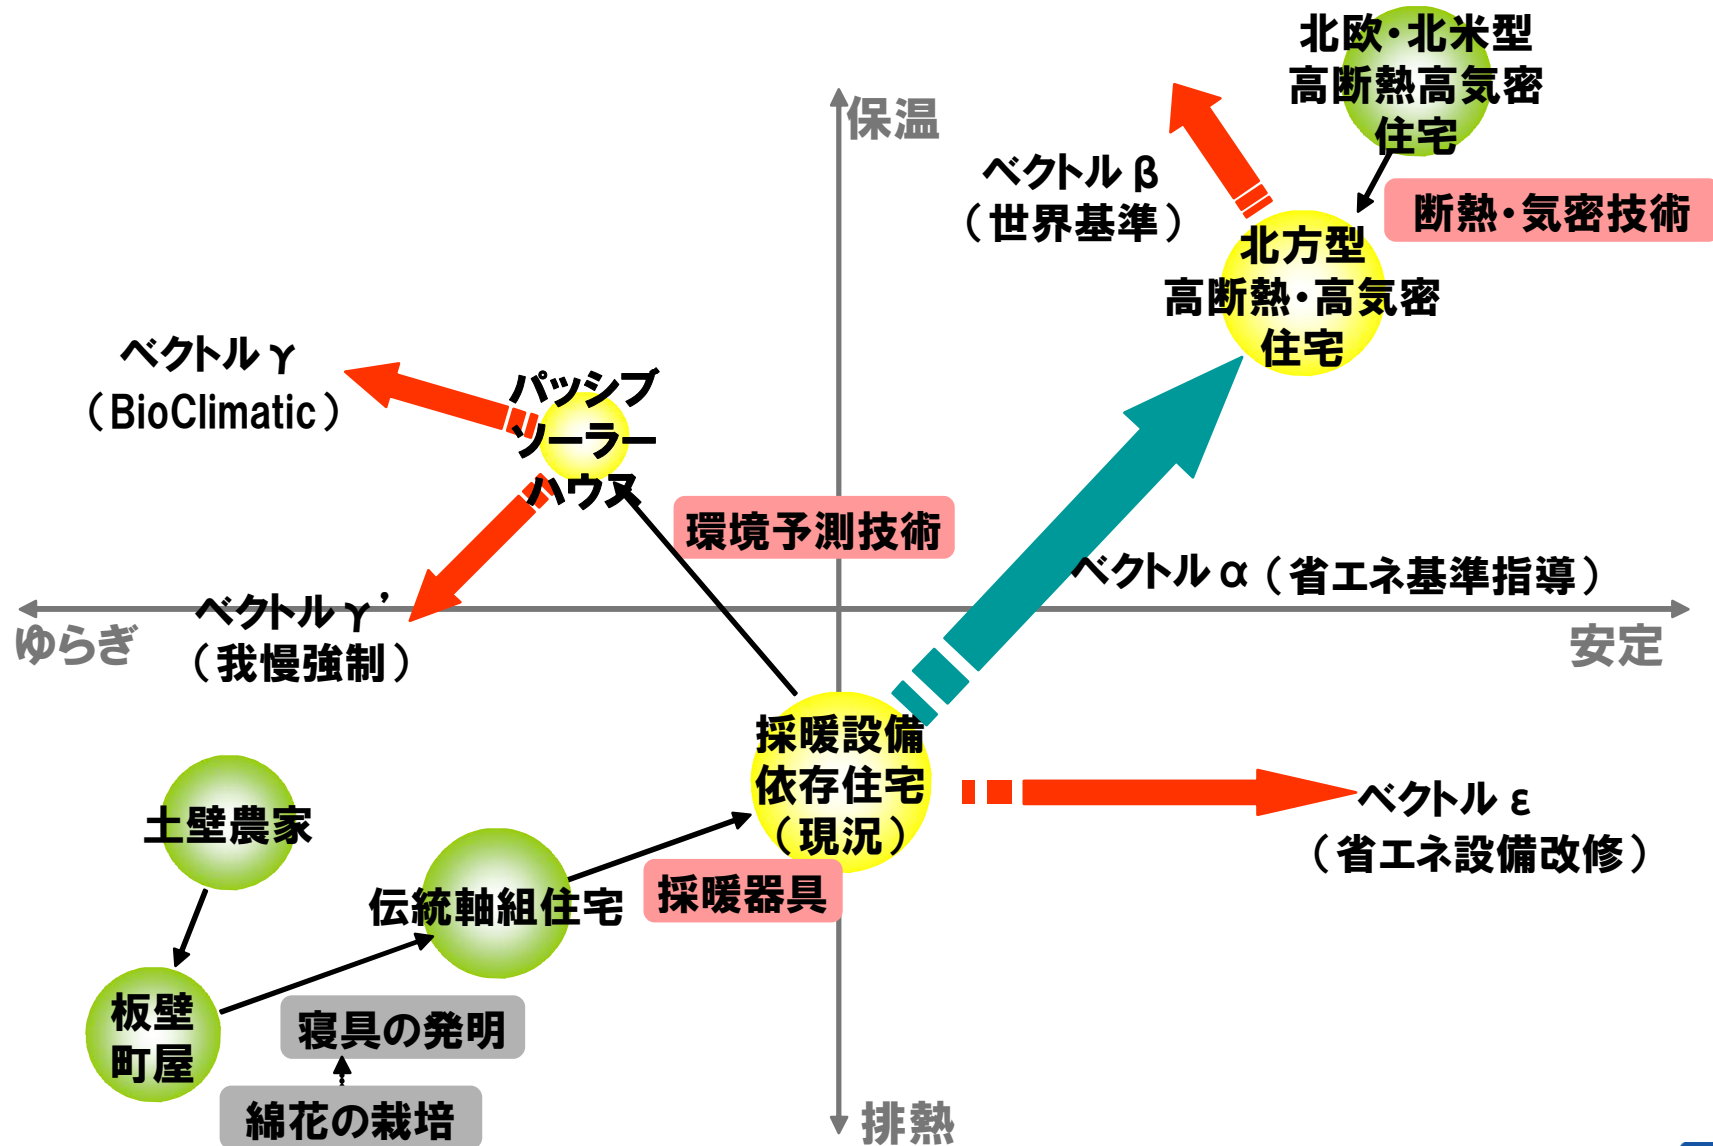 北欧・北米型
高断熱高気密
住宅
保温
ベクトル β
（世界基準）
断熱・気密技術
北方型
高断熱・高気密
住宅
ベクトル γ
（BioClimatic）
パッシブ
ソーラー
ハウス
環境予測技術
ベクトル α（省エネ基準指導）
ベクトル γ’
（我慢強制）
ゆらぎ
安定
採暖設備
依存住宅
（現況）
ベクトル ε
（省エネ設備改修）
土壁農家
伝統軸組住宅
採暖器具
板壁
町屋
寝具の発明
綿花の栽培
排熱